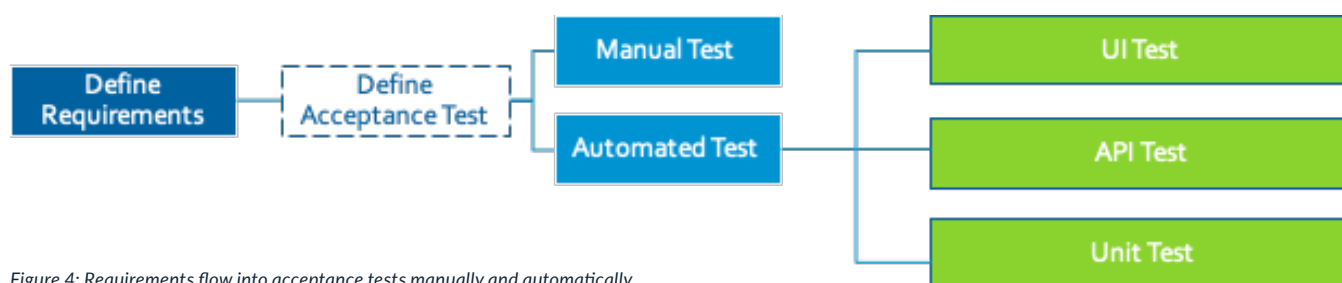 Define
Requirements
Define
Acceptance Test
Manual Test
Automated Test
UI Test
API Test
Unit Test
Figure 4: Requirements flow into acceptance tests manually and automatically